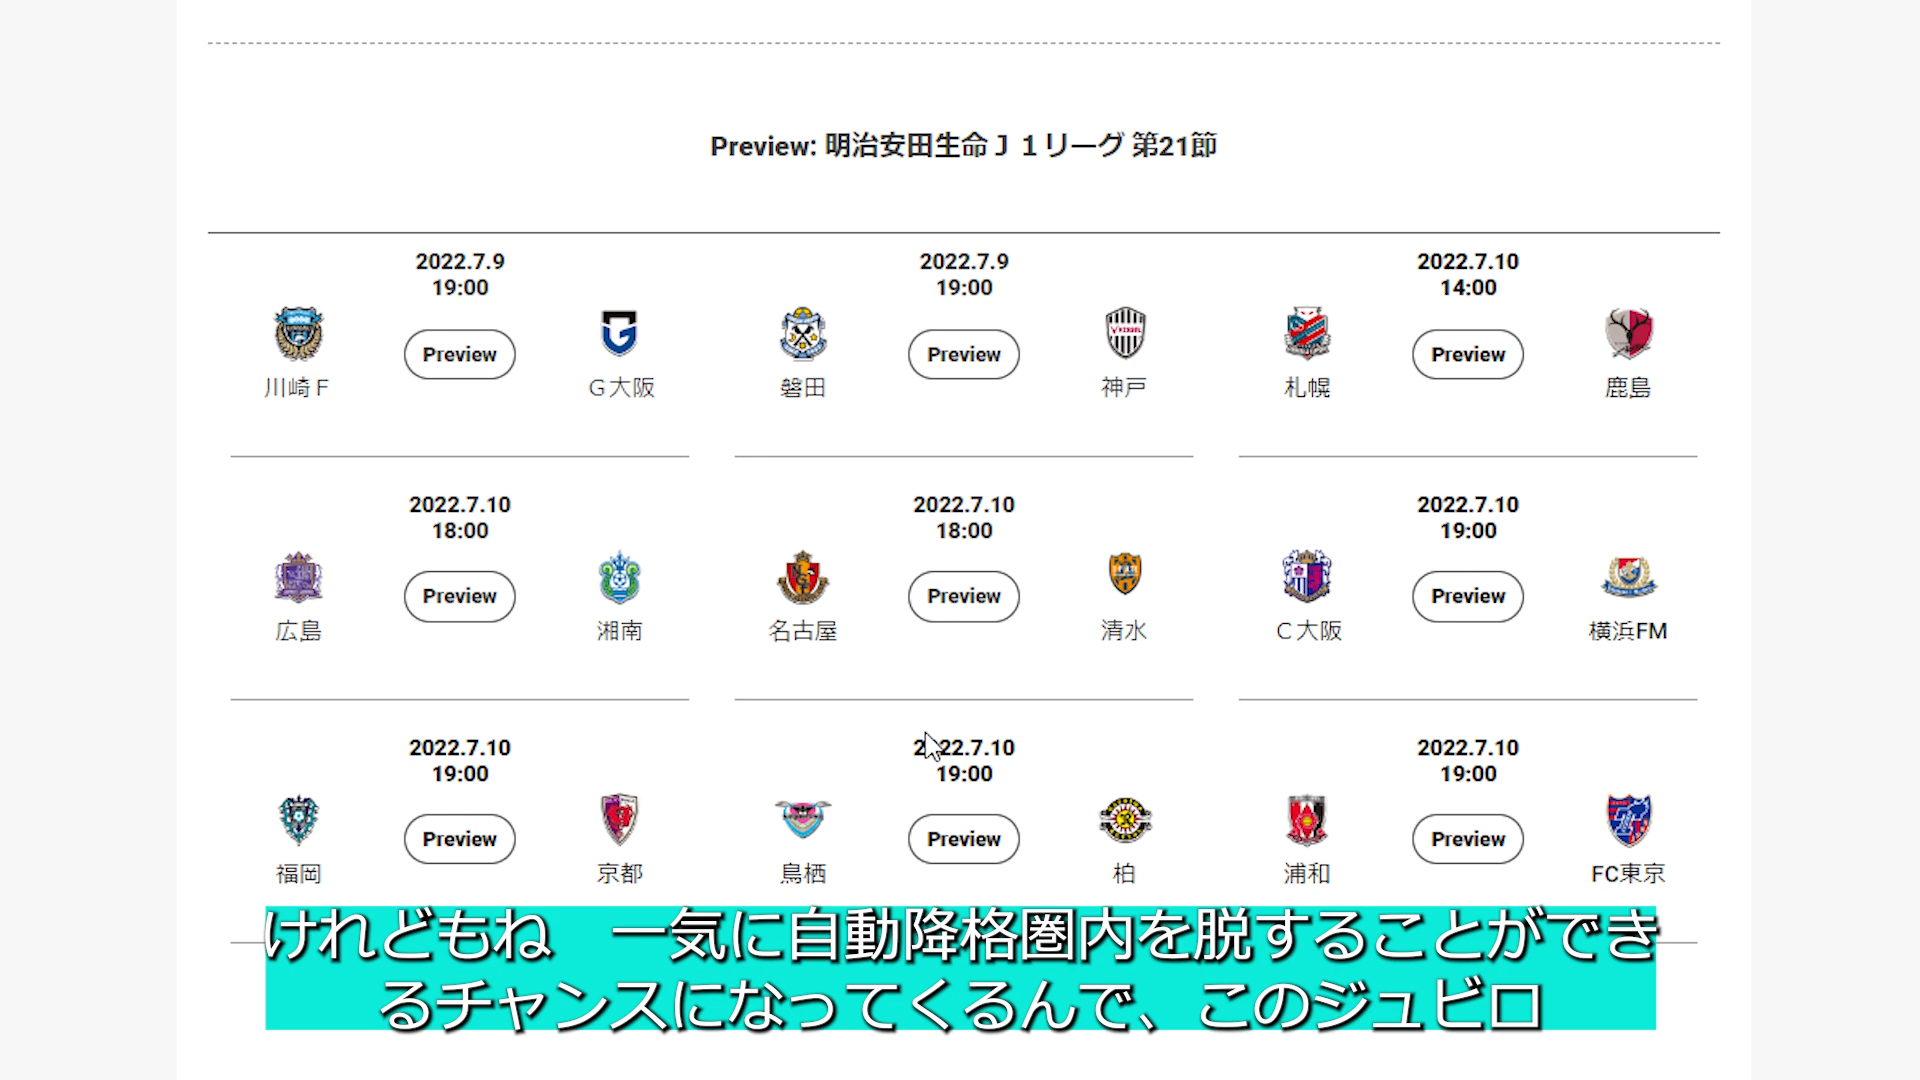 Preview: 明治安田生命Ｊ１リーグ 第21節
2022.7.9
19:00
川崎Ｆ
Preview
Ｇ大阪
2022.7.9
19:00
磐田
Preview
神戸
2022.7.10
14:00
札幌
Preview
鹿島
2022.7.10
18:00
広島
Preview
湘南
2022.7.10
18:00
名古屋
Preview
清水
2022.7.10
19:00
Ｃ大阪
Preview
横浜FM
2022.7.10
19:00
福岡
Preview
京都
2022.7.10
19:00
鳥栖
Preview
柏
2022.7.10
19:00
浦和
Preview
FC東京
けれどもね　一気に自動降格圏内を脱することができ
るチャンスになってくるんで、このジュビロ